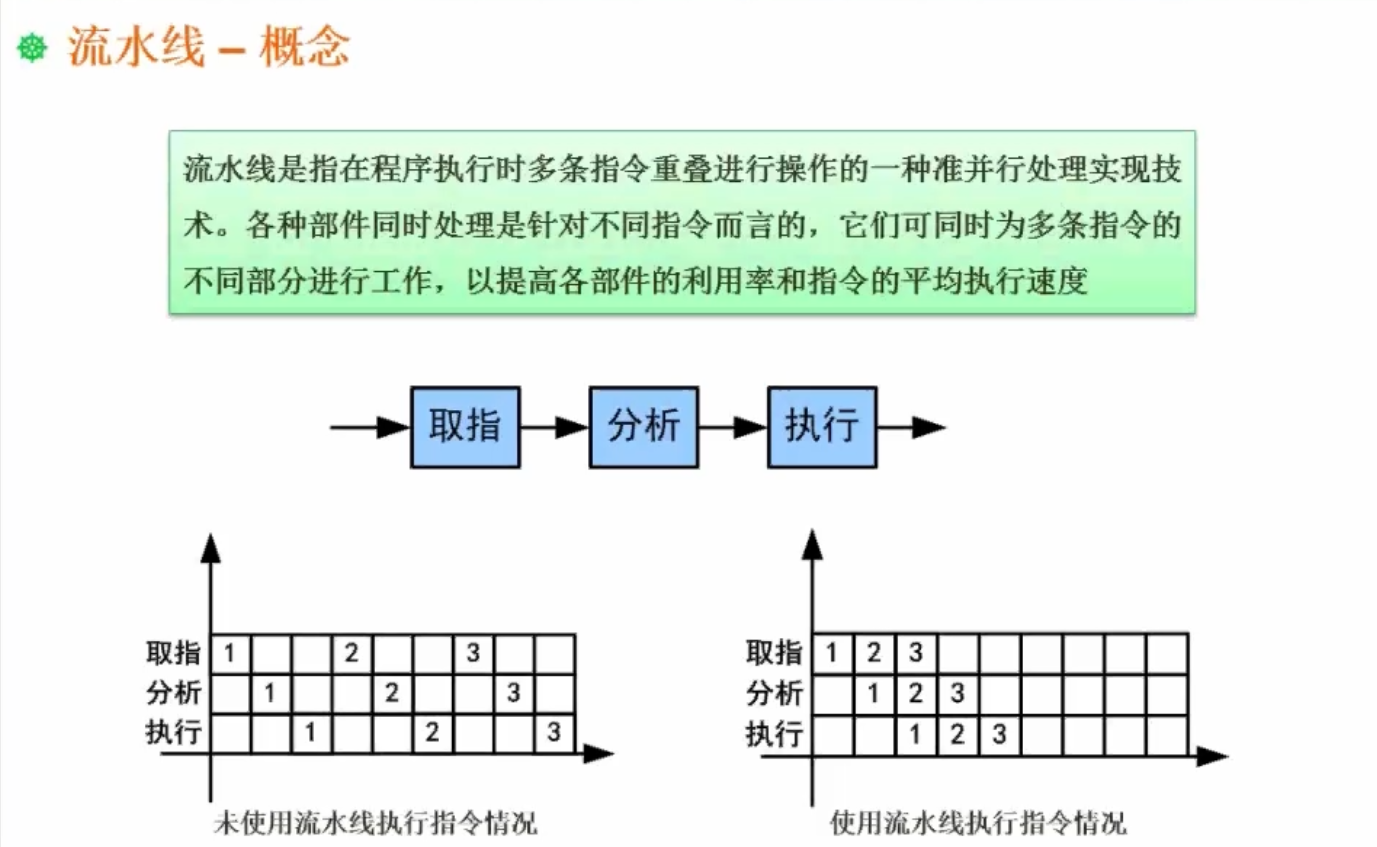 流水线 – 概念
流水线是指在程序执行时多条指令重叠进行操作的一种准并行处理实现技
术。各种部件同时处理是针对不同指令而言的，它们可同时为多条指令的
不同部分进行工作，以提高各部件的利用率和指令的平均执行速度
取指 分析 执行
取指 1 2 3
分析 1 2 3
执行 1 2 3
未使用流水线执行指令情况
取指 1 2 3
分析 1 2 3
执行 1 2 3
使用流水线执行指令情况